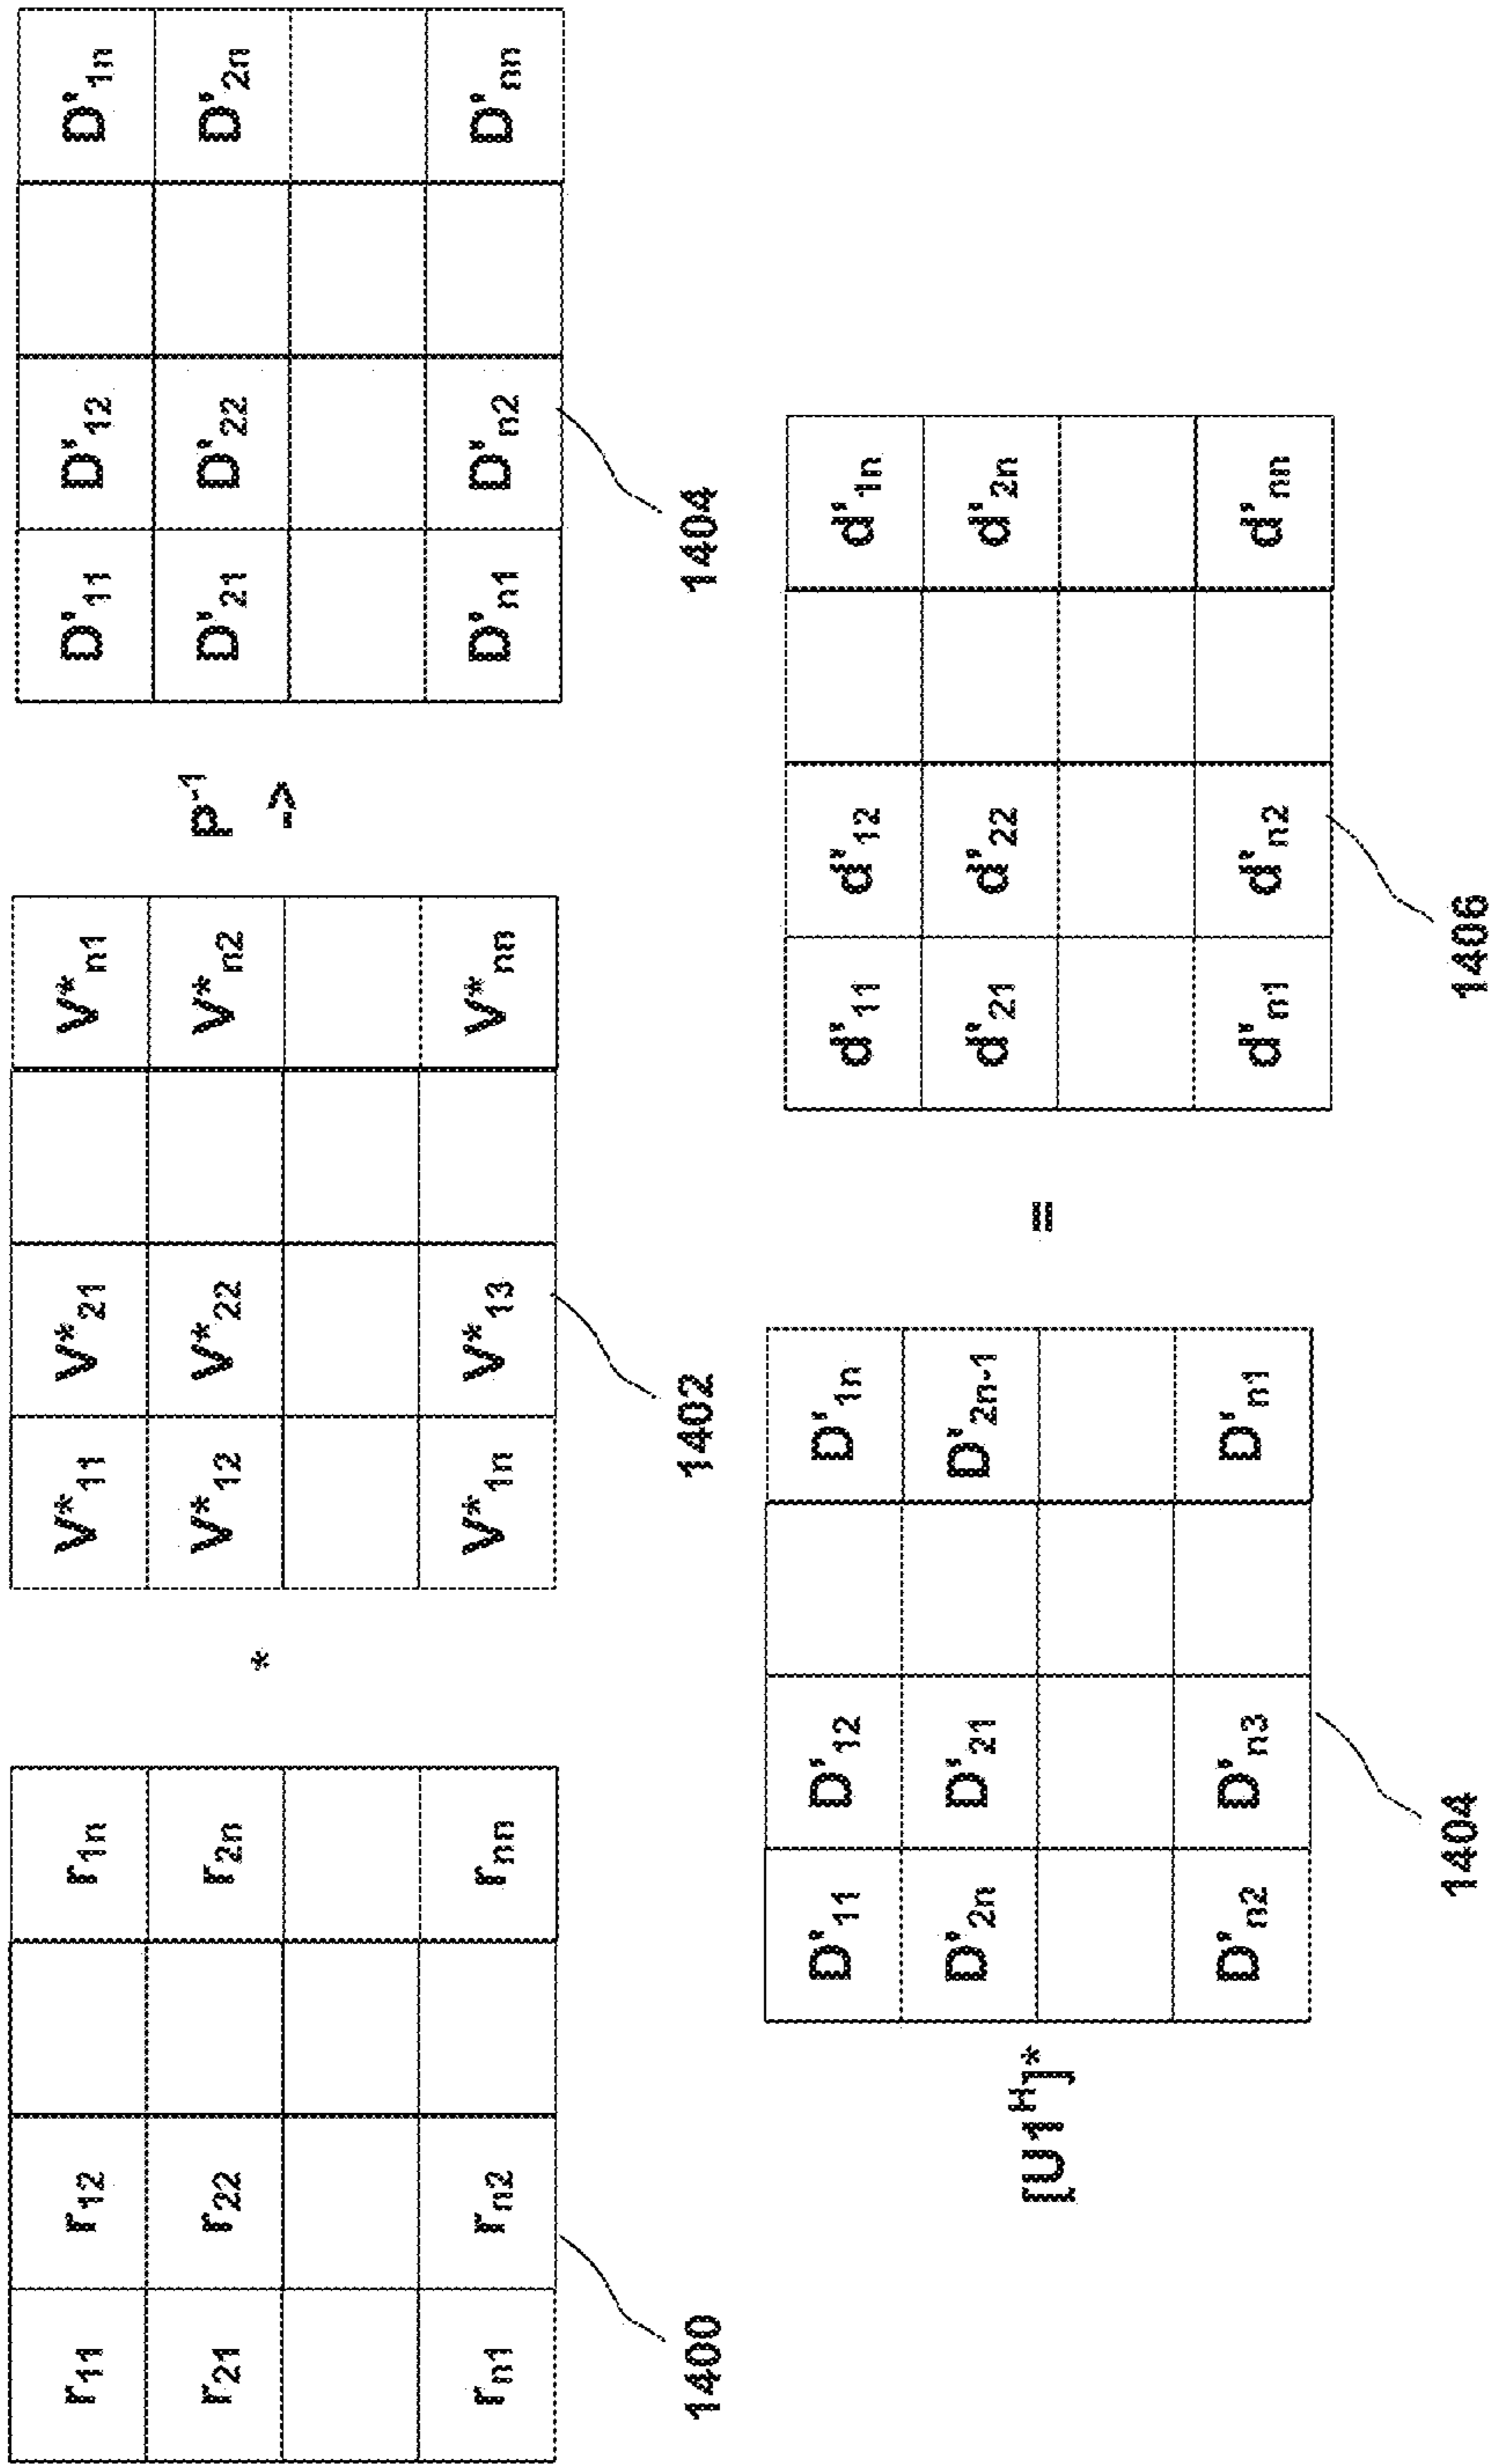 r11 r12 r1n
r21 r22 r2n
rn1 rn2 rnn
1400
*
V*11 V*21 V*n1
V*12 V*22 V*n2
V*1n V*13 V*nn
1402
P-1
=>
D'11 D'12 D'1n
D'21 D'22 D'2n
D'n1 D'n2 D'nn
1404
[U1H]*
D'11 D'12 D'1n
D'2n D'21 D'2n-1
D'n2 D'n3 D'n1
1404
=
d'11 d'12 d'1n
d'21 d'22 d'2n
d'n1 d'n2 d'nn
1406